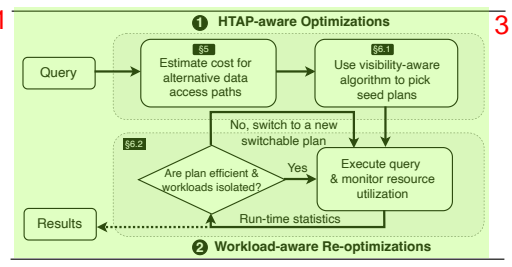 1 HTAP-aware Optimizations
3
Query
§5
Estimate cost for
alternative data
access paths
§6.1
Use visibility-aware
algorithm to pick
seed plans
§6.2
No, switch to a new
switchable plan
Are plan efficient &
workloads isolated?
Yes
Execute query
& monitor resource
utilization
Run-time statistics
Results
2 Workload-aware Re-optimizations